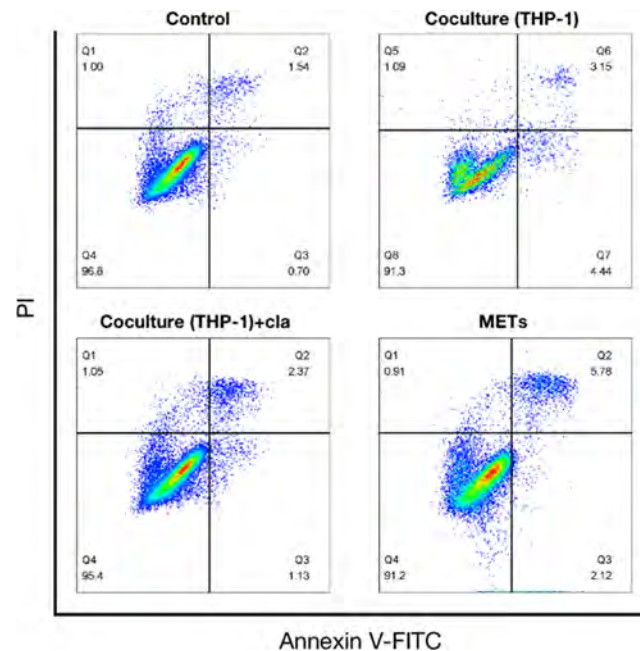 Control
Q1
1.00
Q2
1.54
Q4
96.8
Q3
0.70
Coculture (THP-1)
Q5
1.09
Q6
3.15
Q8
91.3
Q7
4.44
Coculture (THP-1)+cla
Q1
1.05
Q2
2.37
Q4
95.4
Q3
1.13
METs
Q1
0.91
Q2
5.78
Q4
91.2
Q3
2.12
PI
Annexin V-FITC